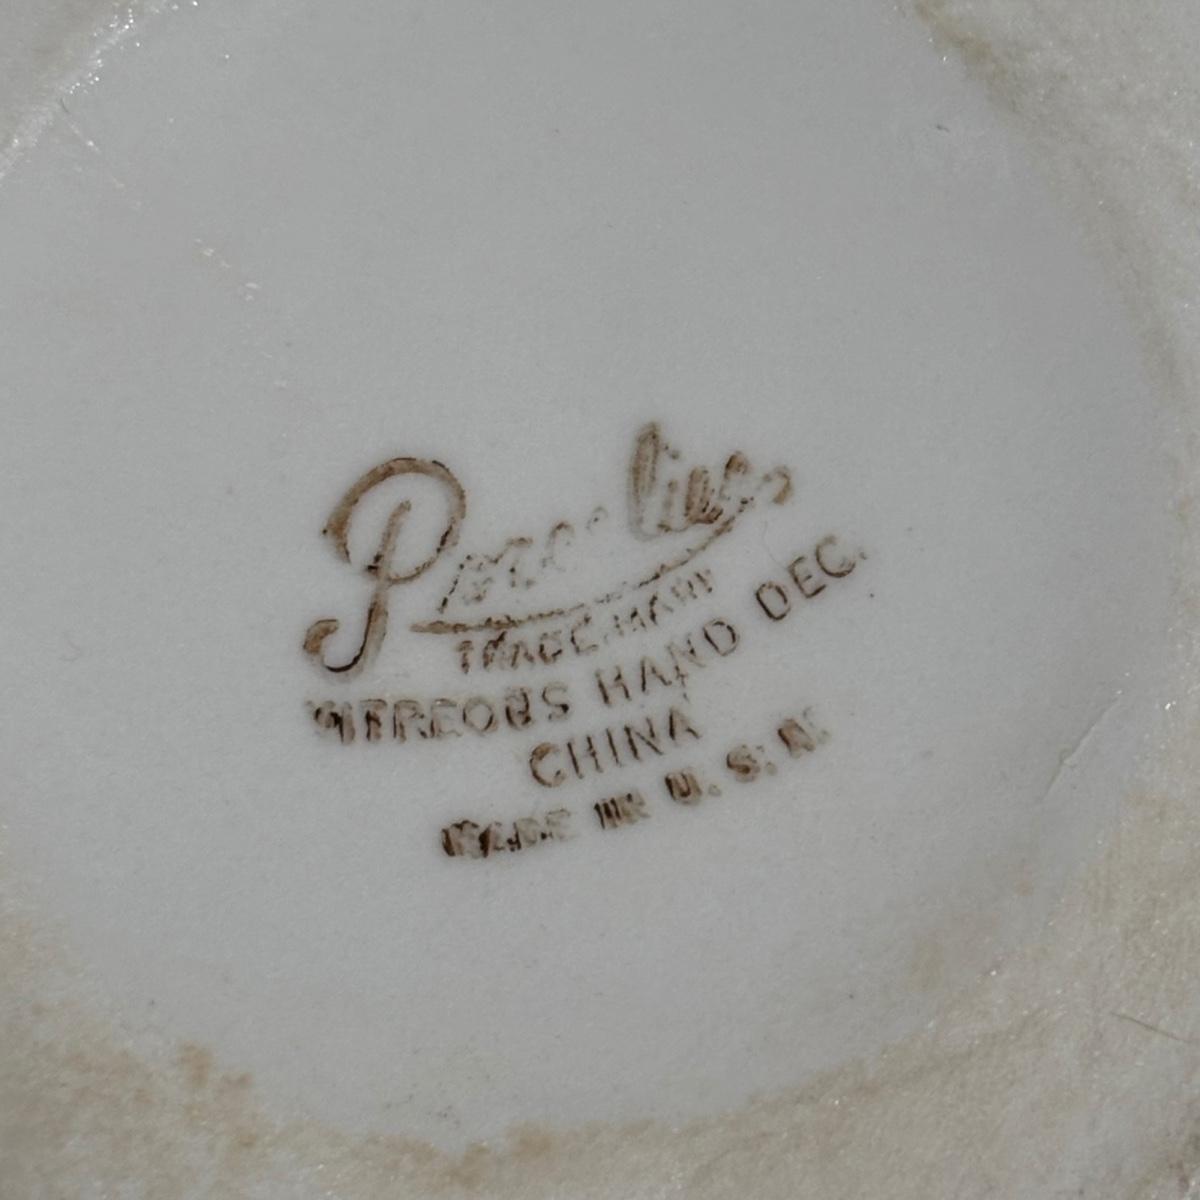 Porcelier
TRADE MARK
VITREOUS HAND DEC.
CHINA
MADE IN U.S.A.